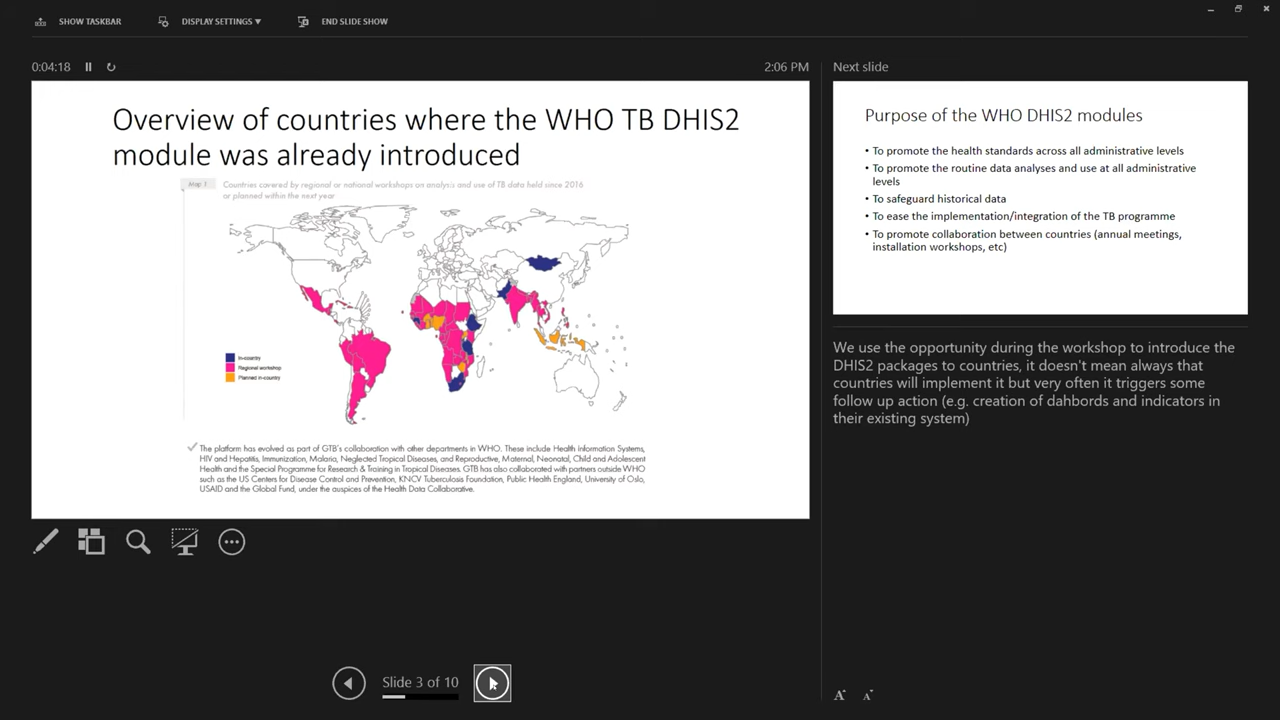 SHOW TASKBAR
DISPLAY SETTINGS ▼
END SLIDE SHOW
0:04:18
2:06 PM
Overview of countries where the WHO TB DHIS2
module was already introduced
Map 1
Countries covered by regional or national workshops on analysis and use of TB data held since 2016
or planned within the next year
In-country
Regional workshop
Planned in-country
The platform has evolved as part of GTB's collaboration with other departments in WHO. These include Health Information Systems,
HIV and Hepatitis, Immunization, Malaria, Neglected Tropical Diseases, and Reproductive, Maternal, Neonatal, Child and Adolescent
Health and the Special Programme for Research & Training in Tropical Diseases. GTB has also collaborated with partners outside WHO
such as the US Centers for Disease Control and Prevention, KNCV Tuberculosis Foundation, Public Health England, University of Oslo,
USAID and the Global Fund, under the auspices of the Health Data Collaborative.
Slide 3 of 10
Next slide
Purpose of the WHO DHIS2 modules
• To promote the health standards across all administrative levels
• To promote the routine data analyses and use at all administrative
levels
• To safeguard historical data
• To ease the implementation/integration of the TB programme
• To promote collaboration between countries (annual meetings,
installation workshops, etc)
We use the opportunity during the workshop to introduce the
DHIS2 packages to countries, it doesn't mean always that
countries will implement it but very often it triggers some
follow up action (e.g. creation of dahbords and indicators in
their existing system)
A A